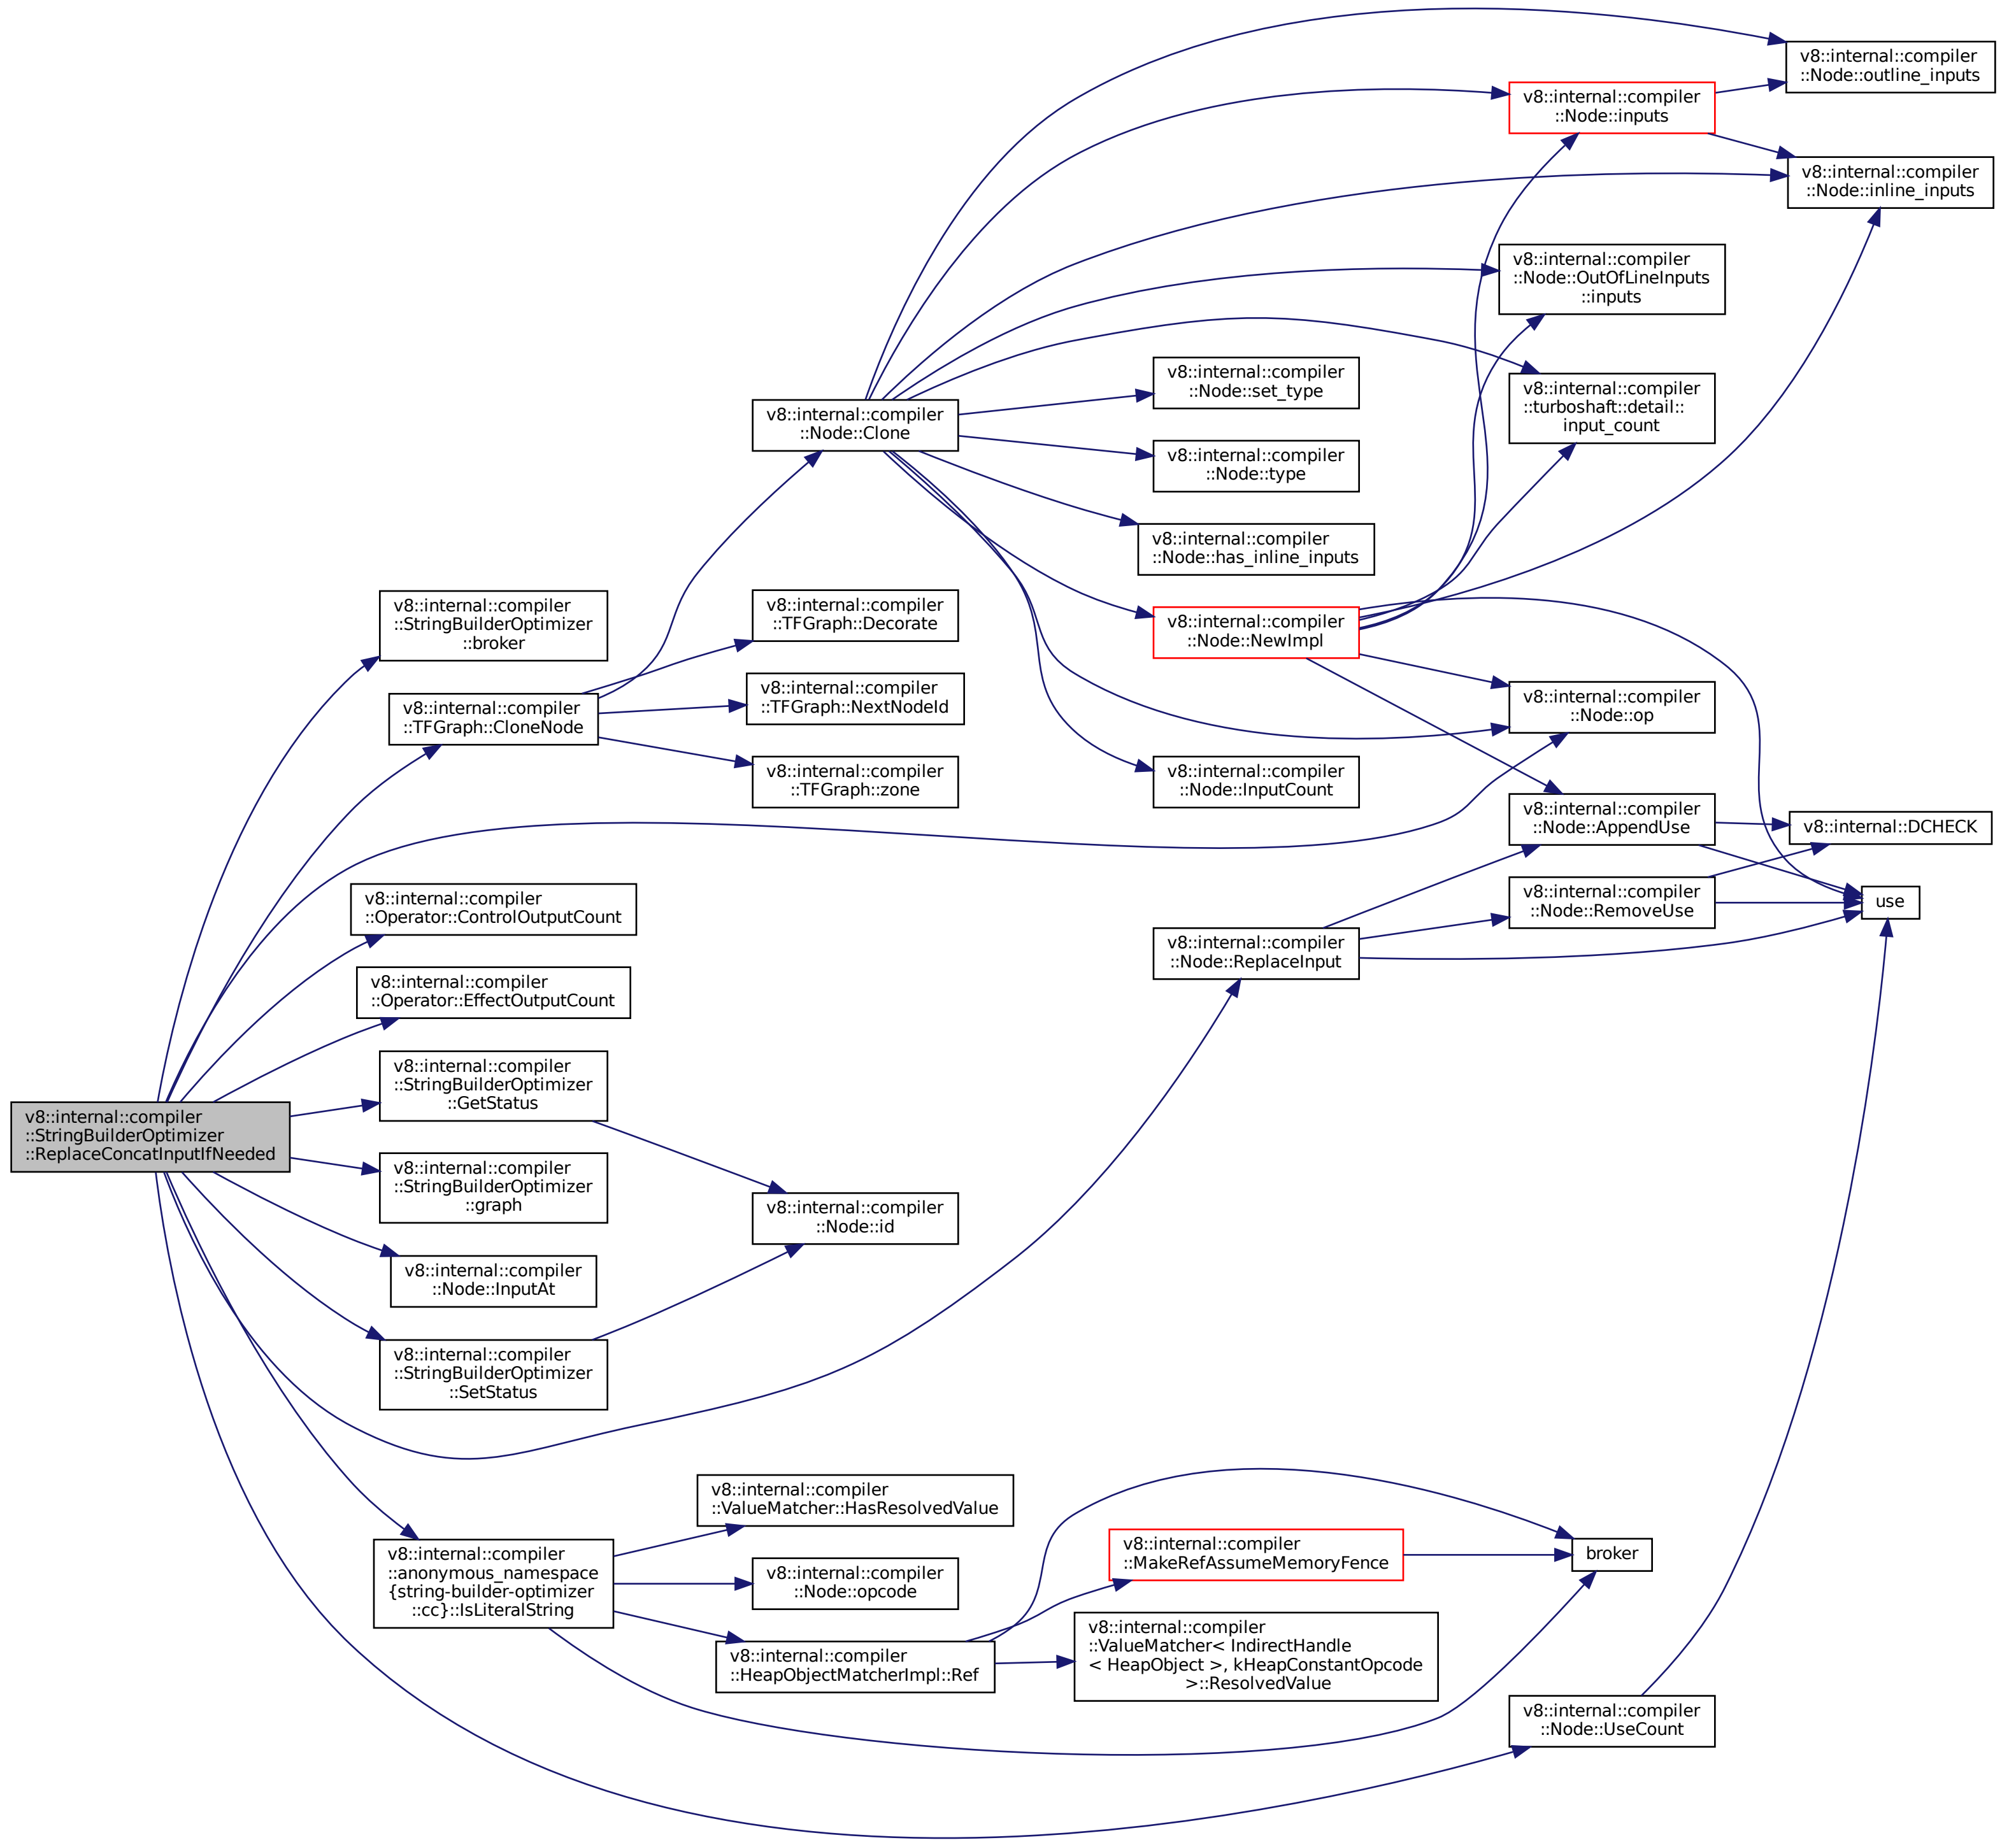 v8::internal::compiler
::StringBuilderOptimizer
::ReplaceConcatInputIfNeeded
v8::internal::compiler
::StringBuilderOptimizer
::broker
v8::internal::compiler
::TFGraph::CloneNode
v8::internal::compiler
::Operator::ControlOutputCount
v8::internal::compiler
::Operator::EffectOutputCount
v8::internal::compiler
::StringBuilderOptimizer
::GetStatus
v8::internal::compiler
::StringBuilderOptimizer
::graph
v8::internal::compiler
::Node::InputAt
v8::internal::compiler
::StringBuilderOptimizer
::SetStatus
v8::internal::compiler
::anonymous_namespace
{string-builder-optimizer
::cc}::IsLiteralString
v8::internal::compiler
::Node::Clone
v8::internal::compiler
::TFGraph::Decorate
v8::internal::compiler
::TFGraph::NextNodeId
v8::internal::compiler
::TFGraph::zone
v8::internal::compiler
::Node::id
v8::internal::compiler
::ValueMatcher::HasResolvedValue
v8::internal::compiler
::Node::opcode
v8::internal::compiler
::HeapObjectMatcherImpl::Ref
v8::internal::compiler
::Node::set_type
v8::internal::compiler
::Node::type
v8::internal::compiler
::Node::has_inline_inputs
v8::internal::compiler
::Node::NewImpl
v8::internal::compiler
::Node::InputCount
v8::internal::compiler
::Node::ReplaceInput
v8::internal::compiler
::MakeRefAssumeMemoryFence
v8::internal::compiler
::ValueMatcher< IndirectHandle
< HeapObject >, kHeapConstantOpcode
>::ResolvedValue
v8::internal::compiler
::Node::inputs
v8::internal::compiler
::Node::OutOfLineInputs
::inputs
v8::internal::compiler
::turboshaft::detail::
input_count
v8::internal::compiler
::Node::op
v8::internal::compiler
::Node::AppendUse
v8::internal::compiler
::Node::RemoveUse
broker
v8::internal::compiler
::Node::UseCount
v8::internal::compiler
::Node::outline_inputs
v8::internal::compiler
::Node::inline_inputs
v8::internal::DCHECK
use